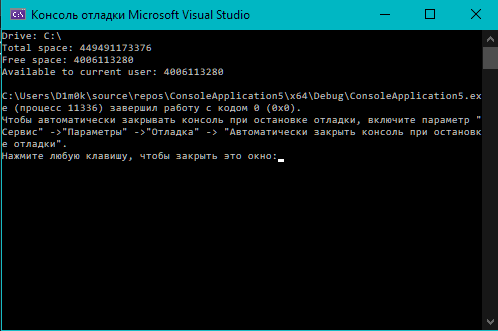 Консоль отладки Microsoft Visual Studio
Drive: C:\
Total space: 449491173376
Free space: 4006113280
Available to current user: 4006113280
C:\Users\D1m0k\source\repos\ConsoleApplication5\x64\Debug\ConsoleApplication5.ex
e (процесс 11336) завершил работу с кодом 0 (0x0).
Чтобы автоматически закрывать консоль при остановке отладки, включите параметр "
Сервис" ->"Параметры" ->"Отладка" -> "Автоматически закрыть консоль при остановк
е отладки".
Нажмите любую клавишу, чтобы закрыть это окно: